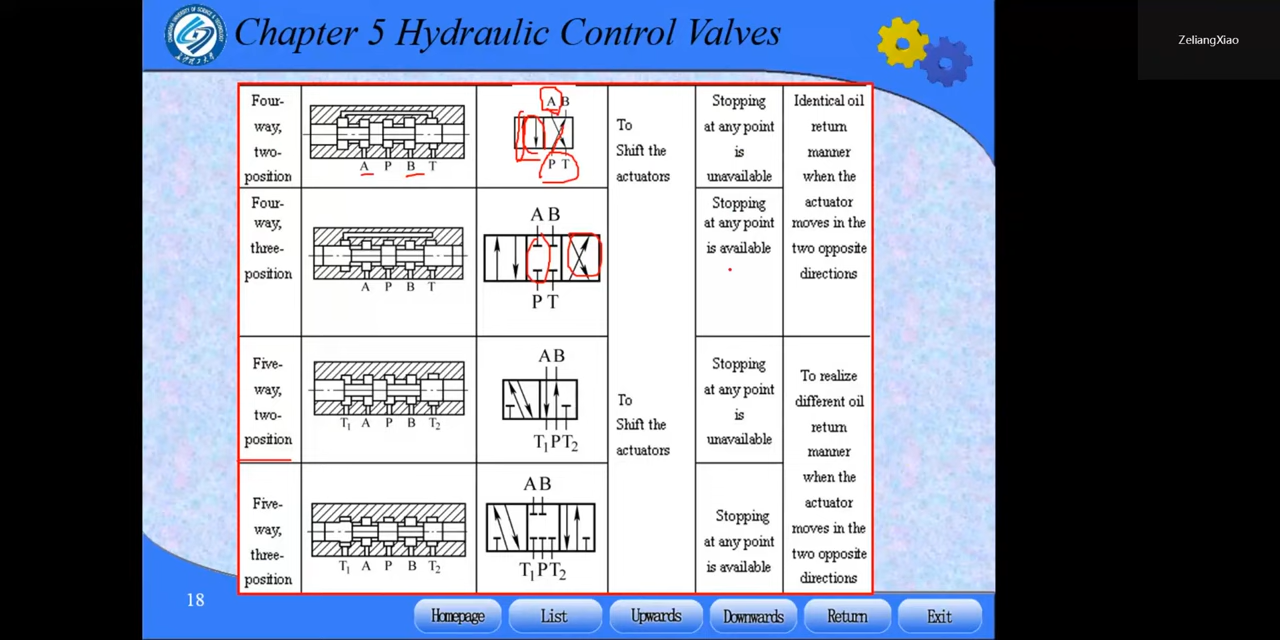 Chapter 5 Hydraulic Control Valves
ZeliangXiao
Four-
way,
two-
position
A P B T
A B
P T
To
Shift the
actuators
Stopping
at any point
is
unavailable
Identical oil
return
manner
when the
actuator
moves in the
two opposite
directions
Four-
way,
three-
position
A P B T
A B
P T
Stopping
at any point
is available
Five-
way,
two-
position
T1 A P B T2
A B
T1 P T2
To
Shift the
actuators
Stopping
at any point
is
unavailable
To realize
different oil
return
manner
when the
actuator
moves in the
two opposite
directions
Five-
way,
three-
position
T1 A P B T2
A B
T1 P T2
Stopping
at any point
is available
18
Homepage
List
Upwards
Downwards
Return
Exit